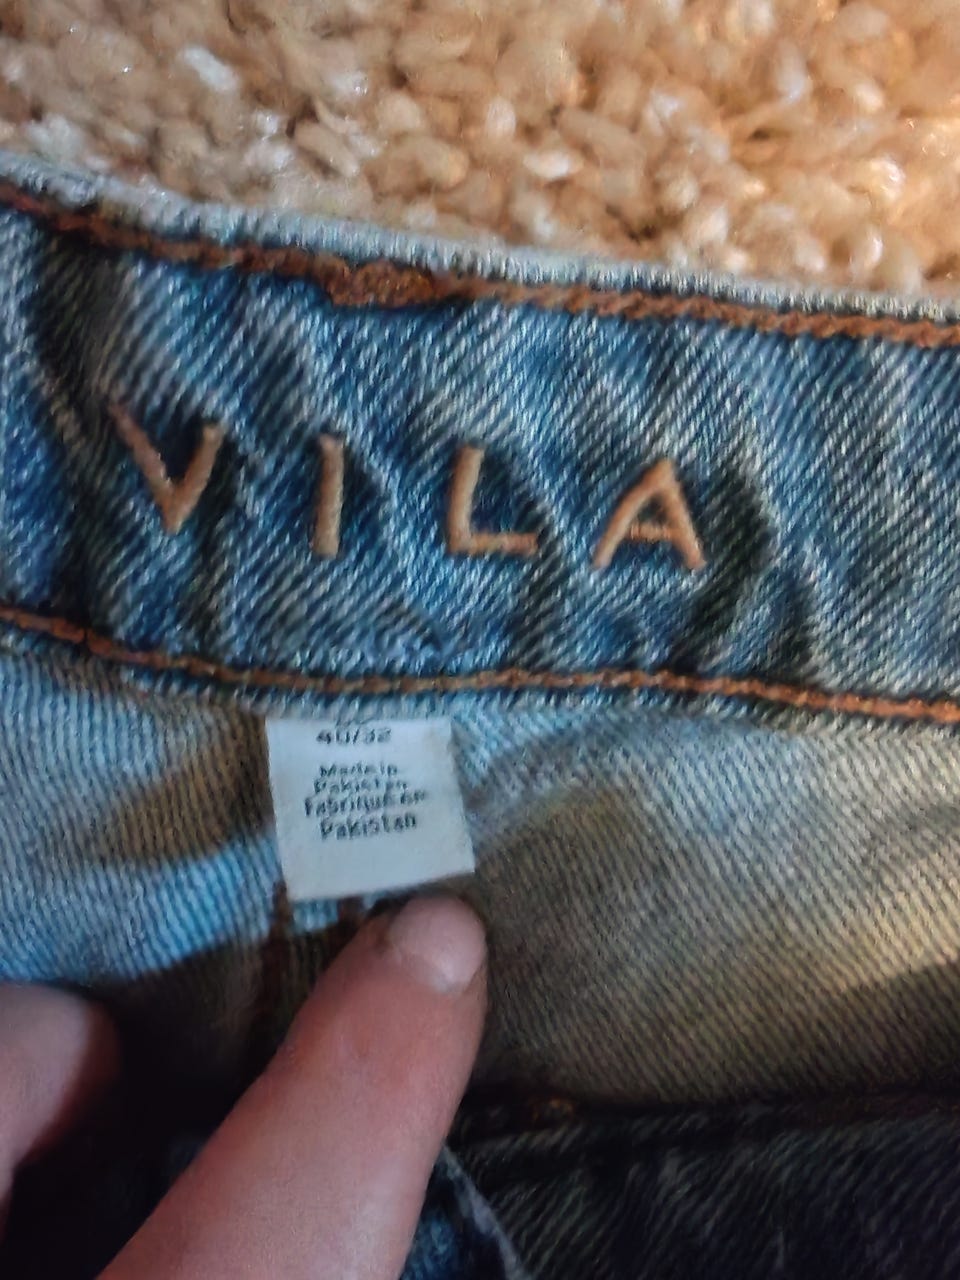 VILA
40/32
Made in
Pakistan
Fabriqué en
Pakistan